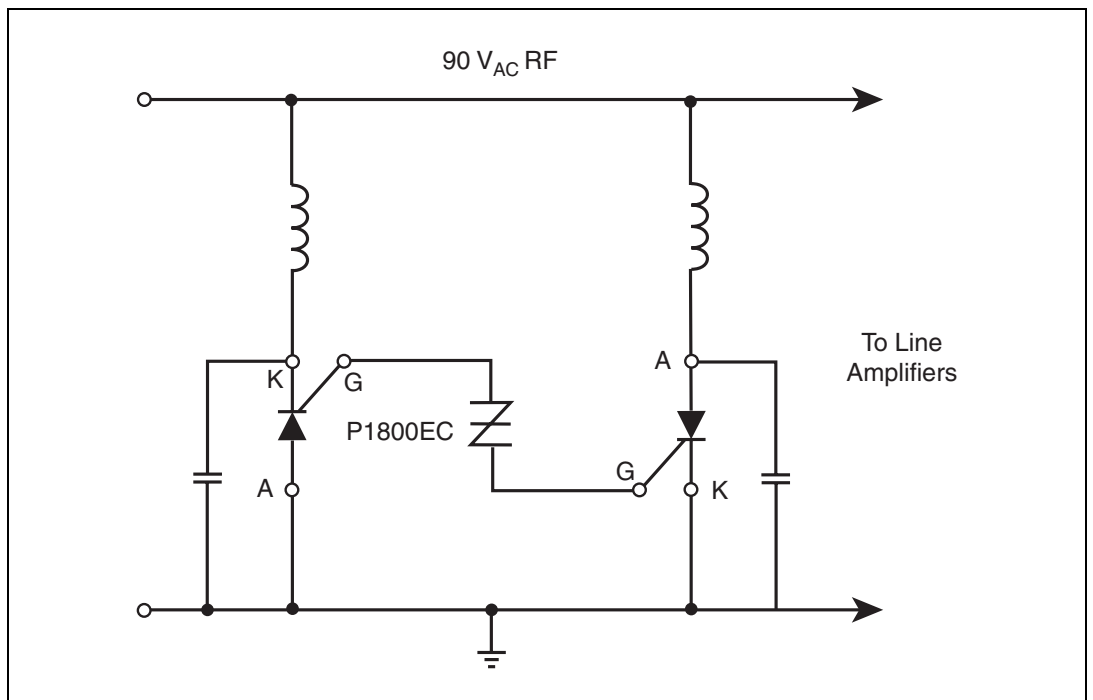 90 VAC RF
To Line
Amplifiers
K
G
A
P1800EC
A
G
K